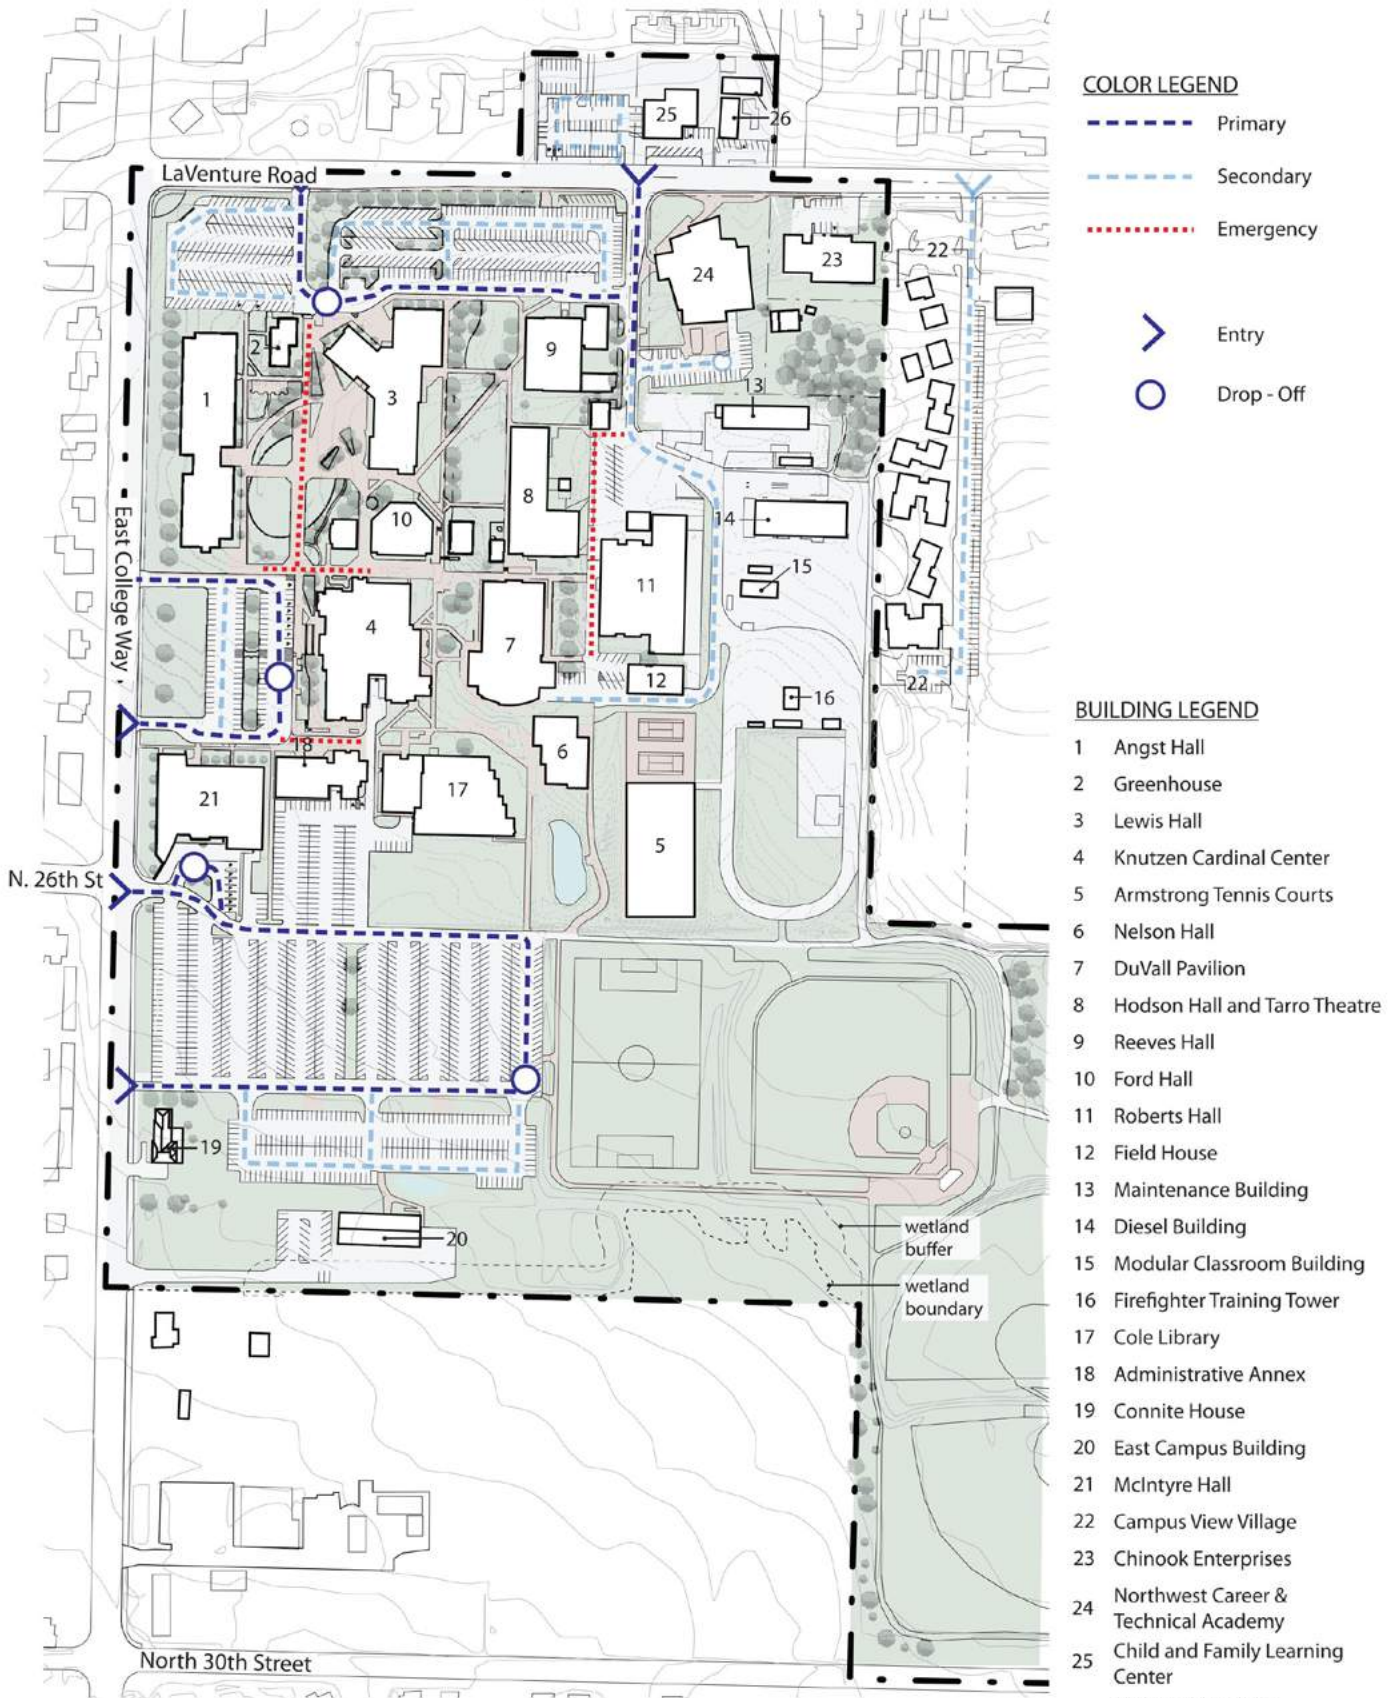 25
26
LaVenture Road
22
23
24
2
9
13
1
3
8
10
14
East College Way
15
11
4
7
12
22
16
18
6
17
21
5
N. 26th St
19
20
wetland
buffer
wetland
boundary
North 30th Street
COLOR LEGEND
Primary
Secondary
Emergency
Entry
Drop - Off
BUILDING LEGEND
1 Angst Hall
2 Greenhouse
3 Lewis Hall
4 Knutzen Cardinal Center
5 Armstrong Tennis Courts
6 Nelson Hall
7 DuVall Pavilion
8 Hodson Hall and Tarro Theatre
9 Reeves Hall
10 Ford Hall
11 Roberts Hall
12 Field House
13 Maintenance Building
14 Diesel Building
15 Modular Classroom Building
16 Firefighter Training Tower
17 Cole Library
18 Administrative Annex
19 Connite House
20 East Campus Building
21 McIntyre Hall
22 Campus View Village
23 Chinook Enterprises
24 Northwest Career &
Technical Academy
25 Child and Family Learning
Center